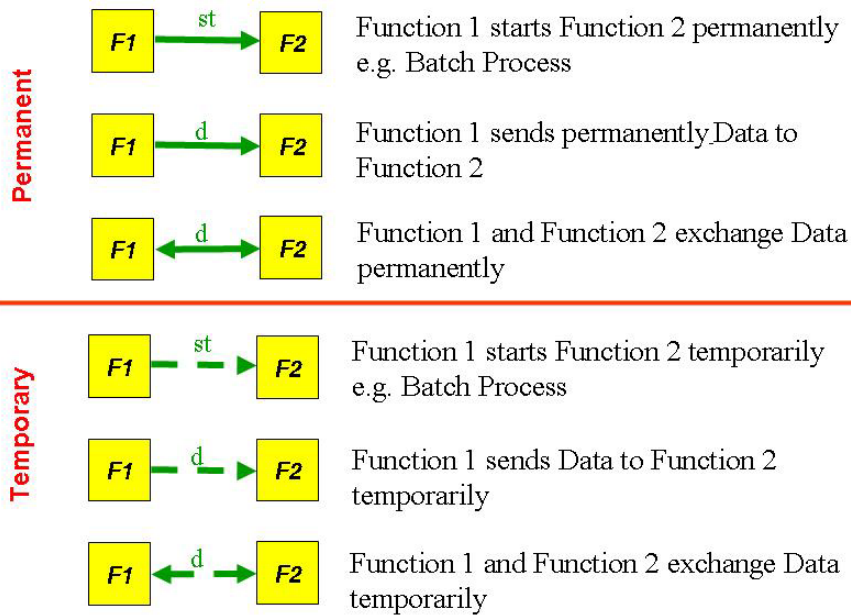 Permanent
F1 st F2
Function 1 starts Function 2 permanently
e.g. Batch Process
F1 d F2
Function 1 sends permanently Data to
Function 2
F1 d F2
Function 1 and Function 2 exchange Data
permanently
Temporary
F1 st F2
Function 1 starts Function 2 temporarily
e.g. Batch Process
F1 d F2
Function 1 sends Data to Function 2
temporarily
F1 d F2
Function 1 and Function 2 exchange Data
temporarily